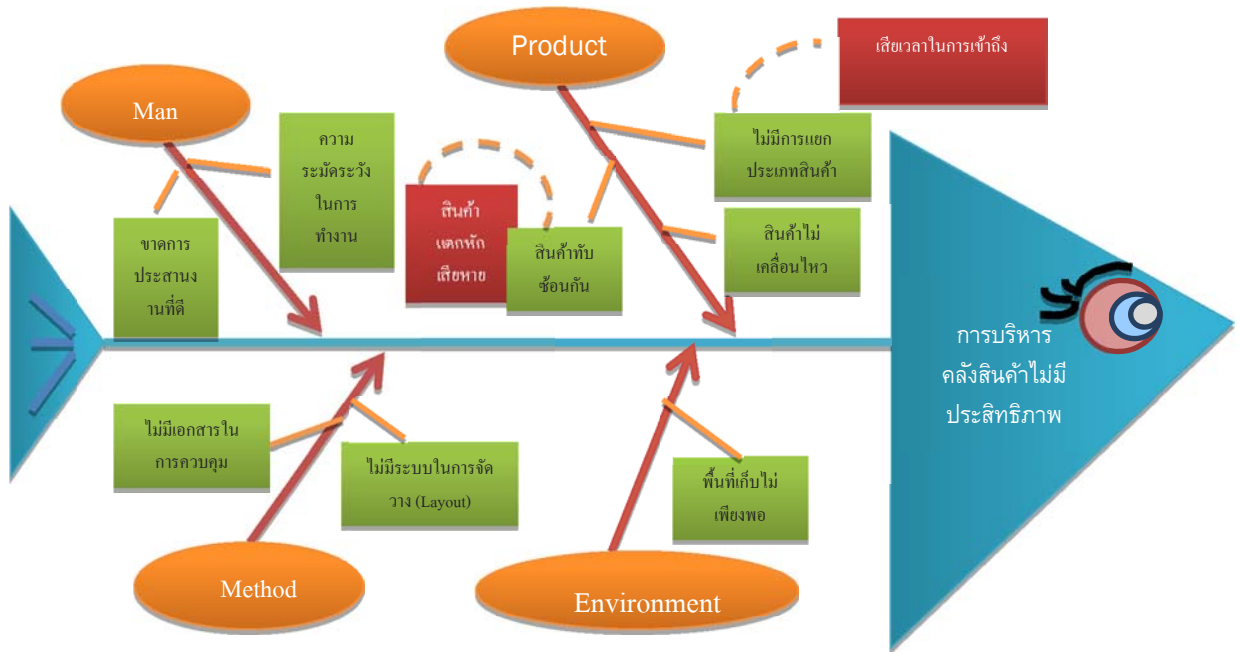 Product
เสียเวลาในการเข้าถึง
Man
ความ
ระมัดระวัง
ในการ
ทำงาน
ไม่มีการแยก
ประเภทสินค้า
สินค้า
แตกหัก
เสียหาย
ขาดการ
ประสานง
านที่ดี
สินค้าทับ
ซ้อนกัน
สินค้าไม่
เคลื่อนไหว
การบริหาร
คลังสินค้าไม่มี
ประสิทธิภาพ
ไม่มีเอกสารใน
การควบคุม
ไม่มีระบบในการจัด
วาง (Layout)
พื้นที่เก็บไม่
เพียงพอ
Method
Environment